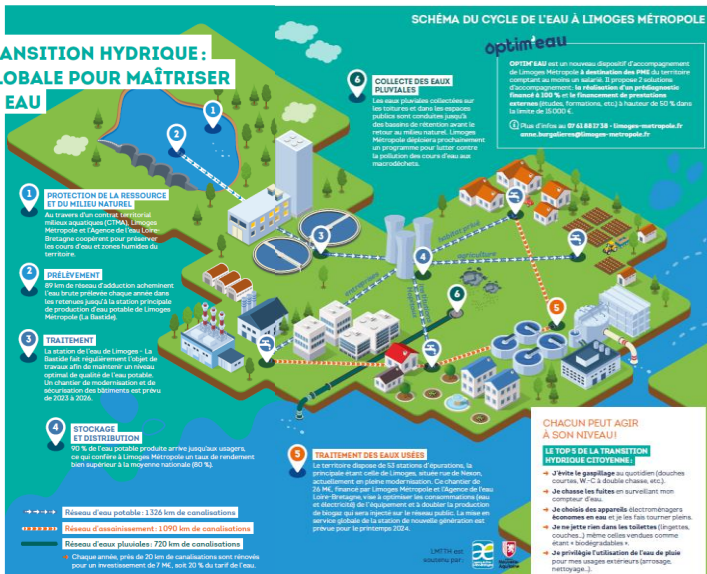 SCHÉMA DU CYCLE DE L'EAU À LIMOGES MÉTROPOLE
ANSITION HYDRIQUE :
LOBALE POUR MAÎTRISER
EAU
optim'eau
OPTIM'EAU est un nouveau dispositif d'accompagnement
de Limoges Métropole à destination des PME du territoire
comptant au moins un salarié. Il propose 2 solutions
d'accompagnement : la réalisation d'un prédiagnostic
financé à 100 % et le financement de prestations
externes (études, formations, etc.) à hauteur de 50 % dans
la limite de 15 000 €.
Plus d'infos au 07 61 88 17 38 - limoges-metropole.fr
anne.bargalieres@limoges-metropole.fr
6
COLLECTE DES EAUX
PLUVIALES
Les eaux pluviales collectées sur
les toitures et dans les espaces
publics sont conduites jusqu'à
des bassins de rétention avant le
retour au milieu naturel. Limoges
Métropole déploiera prochainement
un programme pour lutter contre
la pollution des cours d'eau aux
macrodéchets.
1
2
3
4
5
6
habitat privé
agriculture
entreprises
1
PROTECTION DE LA RESSOURCE
ET DU MILIEU NATUREL
Au travers d'un contrat territorial
milieux aquatiques (CTMA), Limoges
Métropole et l'Agence de l'eau Loire-
Bretagne coopèrent pour préserver
les cours d'eau et zones humides du
territoire.
2
PRÉLÈVEMENT
89 km de réseau d'adduction acheminent
l'eau brute prélevée chaque année dans
les retenues jusqu'à la station principale
de production d'eau potable de Limoges
Métropole (La Bastide).
3
TRAITEMENT
La station de l'eau de Limoges - La
Bastide fait régulièrement l'objet de
travaux afin de maintenir un niveau
optimal de qualité de l'eau potable.
Un chantier de modernisation et de
sécurisation des bâtiments est prévu
de 2023 à 2026.
4
STOCKAGE
ET DISTRIBUTION
90 % de l'eau potable produite arrive jusqu'aux usagers,
ce qui confère à Limoges Métropole un taux de rendement
bien supérieur à la moyenne nationale (80 %).
Réseau d'eau potable : 1 326 km de canalisations
Réseau d'assainissement : 1 090 km de canalisations
Réseau d'eaux pluviales : 720 km de canalisations
Chaque année, près de 20 km de canalisations sont rénovés
pour un investissement de 7 M€, soit 20 % du tarif de l'eau.
5
TRAITEMENT DES EAUX USÉES
Le territoire dispose de 53 stations d'épurations, la
principale étant celle de Limoges, située rue de Nexon,
actuellement en pleine modernisation. Ce chantier de
26 M€, financé par Limoges Métropole et l'Agence de l'eau
Loire-Bretagne, vise à optimiser les consommations (eau
et électricité) de l'équipement et à doubler la production
de biogaz qui sera injecté sur le réseau public. La mise en
service globale de la station de nouvelle génération est
prévue pour le printemps 2024.
LMTTH est
soutenu par :
CHACUN PEUT AGIR
À SON NIVEAU !
LE TOP 5 DE LA TRANSITION
HYDRIQUE CITOYENNE :
J'évite le gaspillage au quotidien (douches
courtes, W.-C à double chasse, etc.).
Je chasse les fuites en surveillant mon
compteur d'eau.
Je choisis des appareils électroménagers
économes en eau et je les fais tourner pleins.
Je ne jette rien dans les toilettes (lingettes,
couches...) même celles vendues comme
étant « biodégradables ».
Je privilégie l'utilisation de l'eau de pluie
pour mes usages extérieurs (arrosage,
nettoyage...).